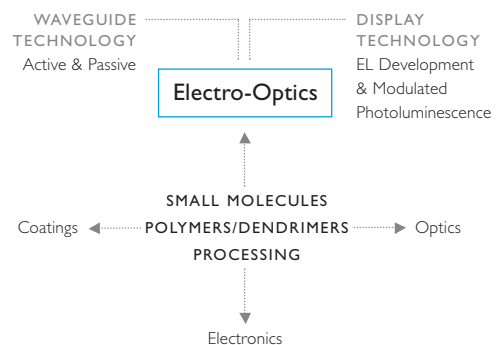 WAVEGUIDE
TECHNOLOGY
Active & Passive
DISPLAY
TECHNOLOGY
EL Development
& Modulated
Photoluminescence
Electro-Optics
SMALL MOLECULES
POLYMERS/DENDRIMERS
PROCESSING
Coatings
Optics
Electronics